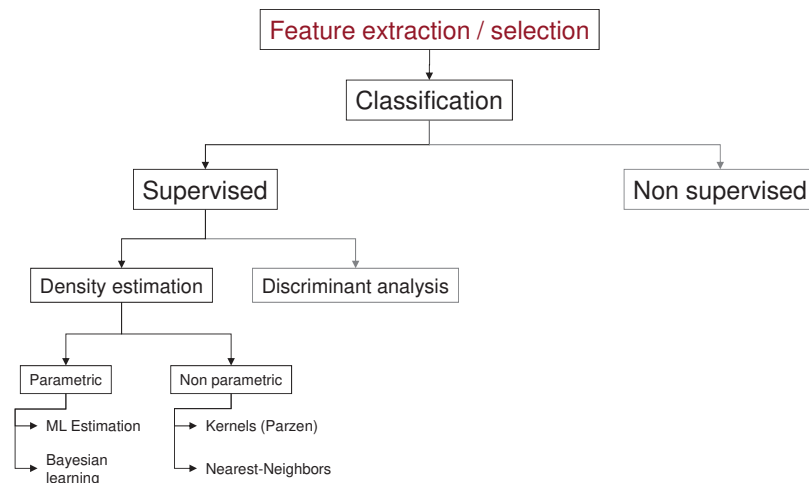 Feature extraction / selection
Classification
Supervised
Non supervised
Density estimation
Discriminant analysis
Parametric
Non parametric
ML Estimation
Kernels (Parzen)
Bayesian
learning
Nearest-Neighbors